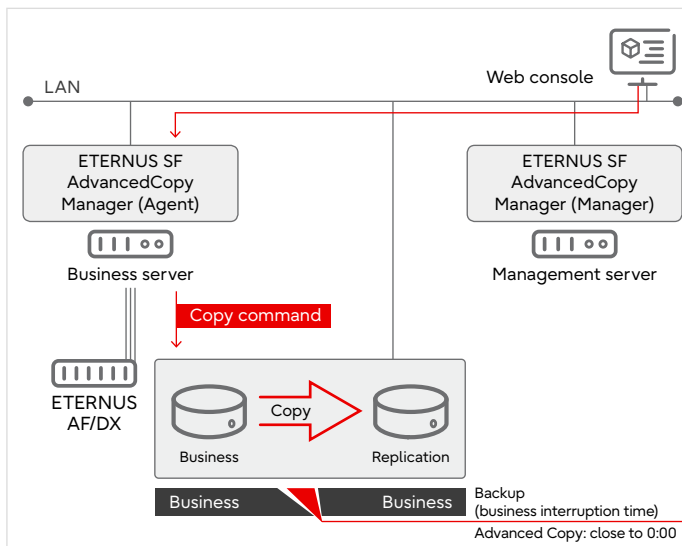 Web console
LAN
ETERNUS SF
AdvancedCopy
Manager (Agent)
ETERNUS SF
AdvancedCopy
Manager (Manager)
Business server
Management server
Copy command
ETERNUS
AF/DX
Copy
Business
Replication
Business
Business
Backup
(business interruption time)
Advanced Copy: close to 0:00